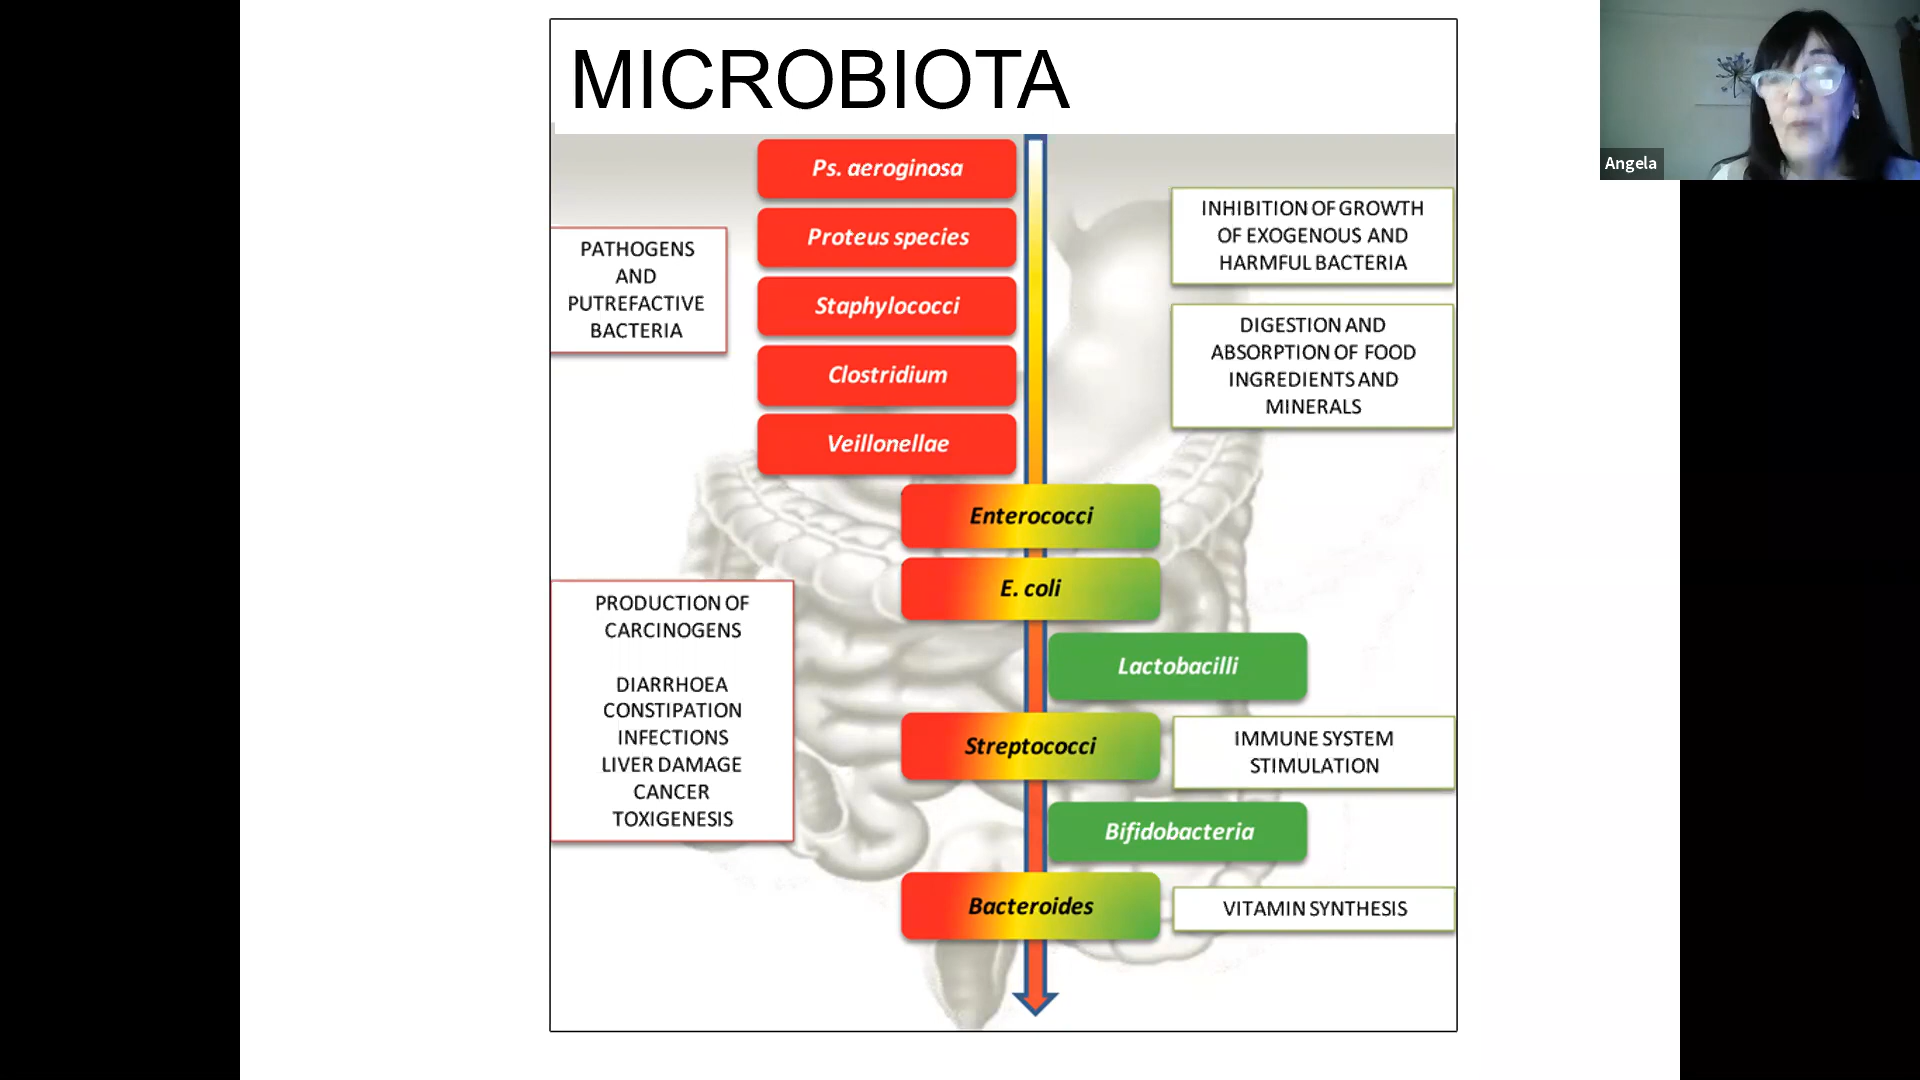 MICROBIOTA
Ps. aeroginosa
Proteus species
Staphylococci
Clostridium
Veillonellae
Enterococci
E. coli
Lactobacilli
Streptococci
Bifidobacteria
Bacteroides
PATHOGENS
AND
PUTREFACTIVE
BACTERIA
PRODUCTION OF
CARCINOGENS
DIARRHOEA
CONSTIPATION
INFECTIONS
LIVER DAMAGE
CANCER
TOXIGENESIS
INHIBITION OF GROWTH
OF EXOGENOUS AND
HARMFUL BACTERIA
DIGESTION AND
ABSORPTION OF FOOD
INGREDIENTS AND
MINERALS
IMMUNE SYSTEM
STIMULATION
VITAMIN SYNTHESIS
Angela